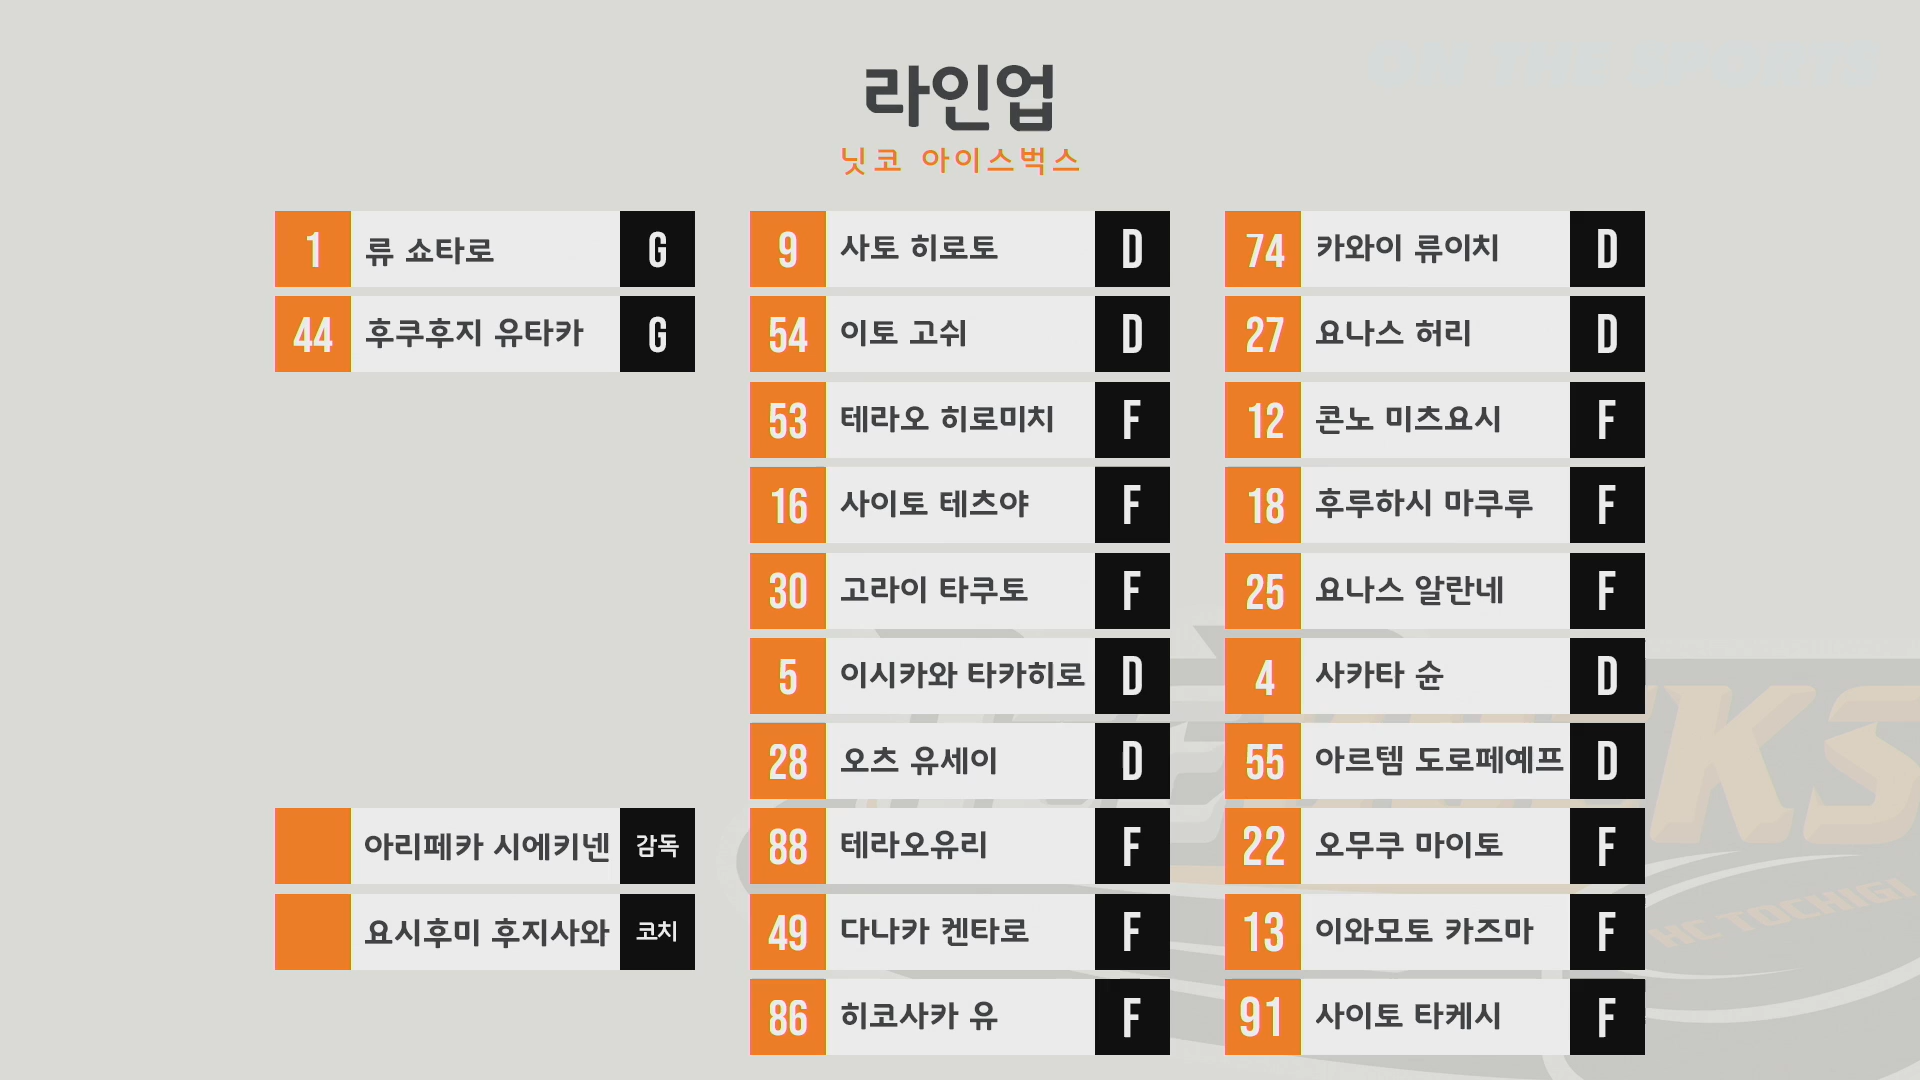 라인업
닛코 아이스벅스
1 류 쇼타로 G
44 후쿠후지 유타카 G
아리페카 시에키넨 감독
요시후미 후지사와 코치
9 사토 히로토 D
54 이토 고쉬 D
53 테라오 히로미치 F
16 사이토 테츠야 F
30 고라이 타쿠토 F
5 이시카와 타카히로 D
28 오츠 유세이 D
88 테라오유리 F
49 다나카 켄타로 F
86 히코사카 유 F
74 카와이 류이치 D
27 요나스 허리 D
12 콘노 미츠요시 F
18 후루하시 마쿠루 F
25 요나스 알란네 F
4 사카타 슌 D
55 아르템 도로페예프 D
22 오무쿠 마이토 F
13 이와모토 카즈마 F
91 사이토 타케시 F
HC TOCHIGI